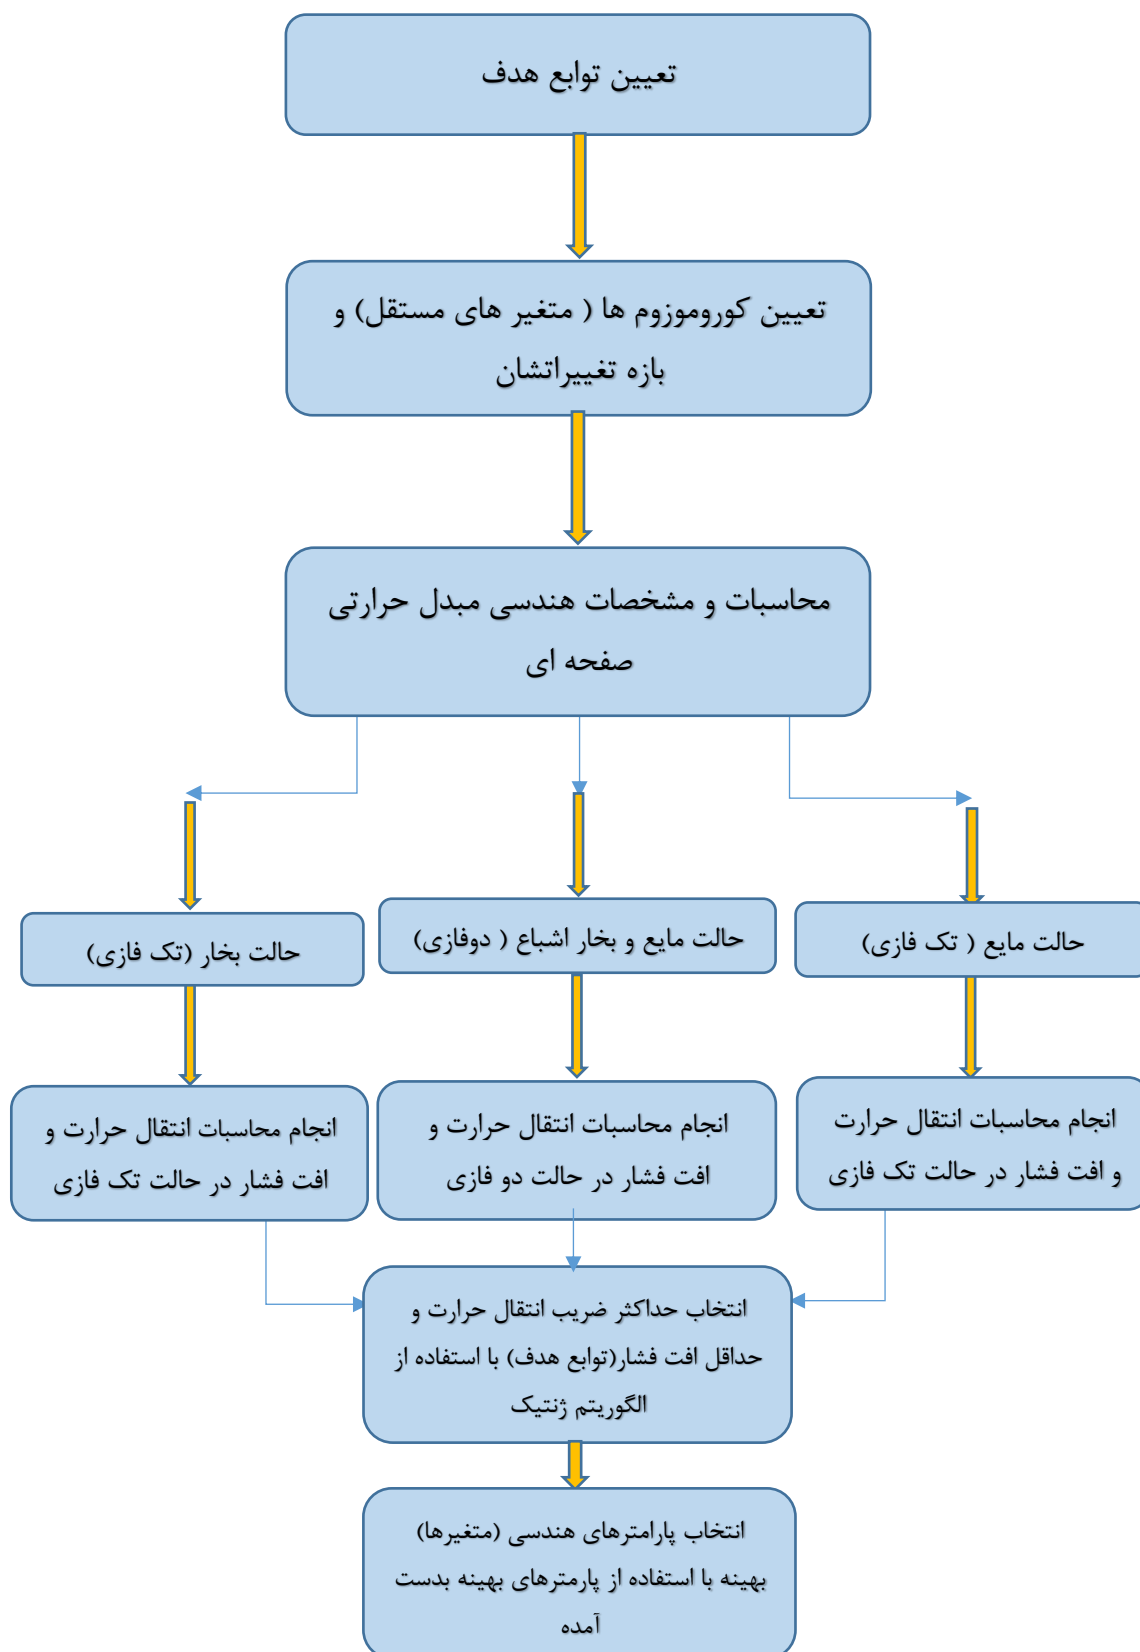 تعیین توابع هدف
تعیین کوروموزوم ها ( متغیر های مستقل) و
بازه تغییراتشان
محاسبات و مشخصات هندسی مبدل حرارتی
صفحه ای
حالت مایع ( تک فازی)
حالت مایع و بخار اشباع ( دوفازی)
حالت بخار (تک فازی)
انجام محاسبات انتقال حرارت
و افت فشار در حالت تک فازی
انجام محاسبات انتقال حرارت و
افت فشار در حالت دو فازی
انجام محاسبات انتقال حرارت و
افت فشار در حالت تک فازی
انتخاب حداکثر ضریب انتقال حرارت و
حداقل افت فشار(توابع هدف) با استفاده از
الگوریتم ژنتیک
انتخاب پارامترهای هندسی (متغیرها)
بهینه با استفاده از پارمترهای بهینه بدست
آمده